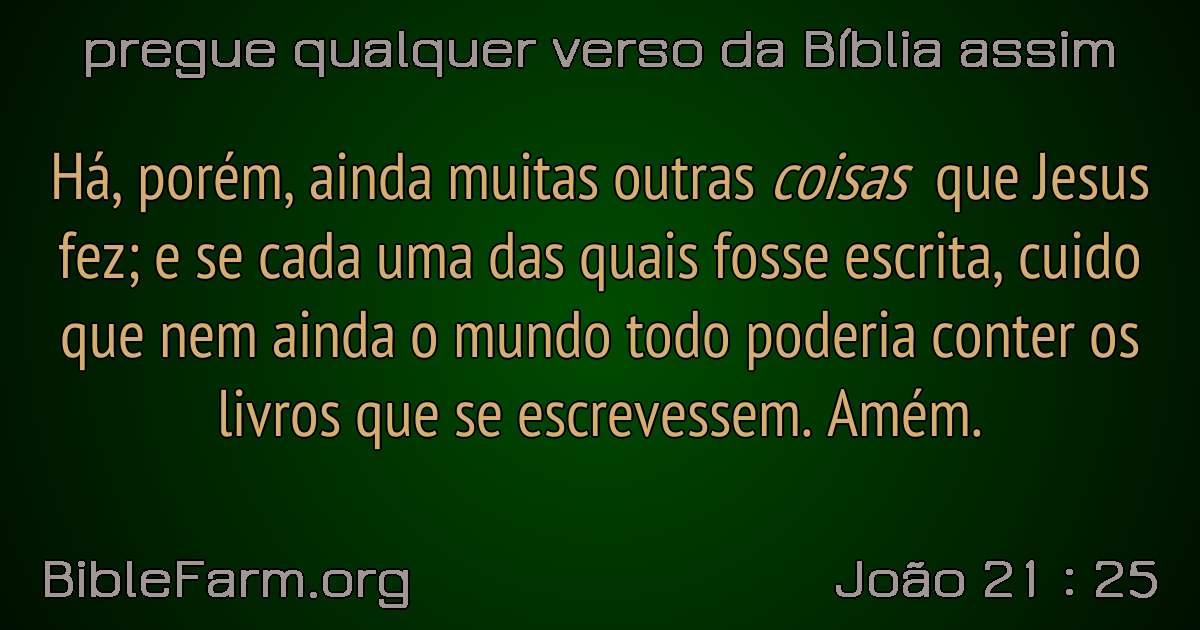 pregue qualquer verso da Bíblia assim
Há, porém, ainda muitas outras coisas que Jesus
fez; e se cada uma das quais fosse escrita, cuido
que nem ainda o mundo todo poderia conter os
livros que se escrevessem. Amém.
BibleFarm.org
João 21 : 25